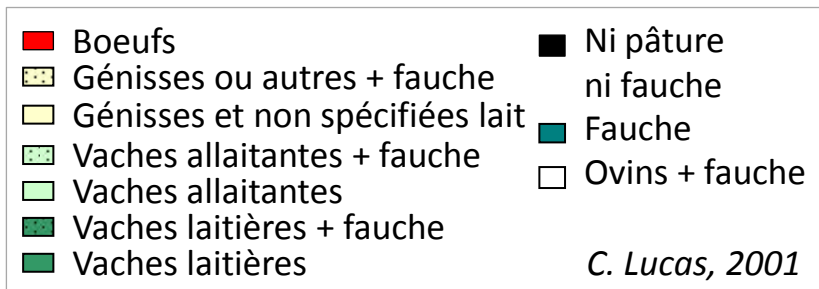 Boeufs
Génisses ou autres + fauche
Génisses et non spécifiées lait
Vaches allaitantes + fauche
Vaches allaitantes
Vaches laitières + fauche
Vaches laitières
Ni pâture
ni fauche
Fauche
Ovins + fauche
C. Lucas, 2001